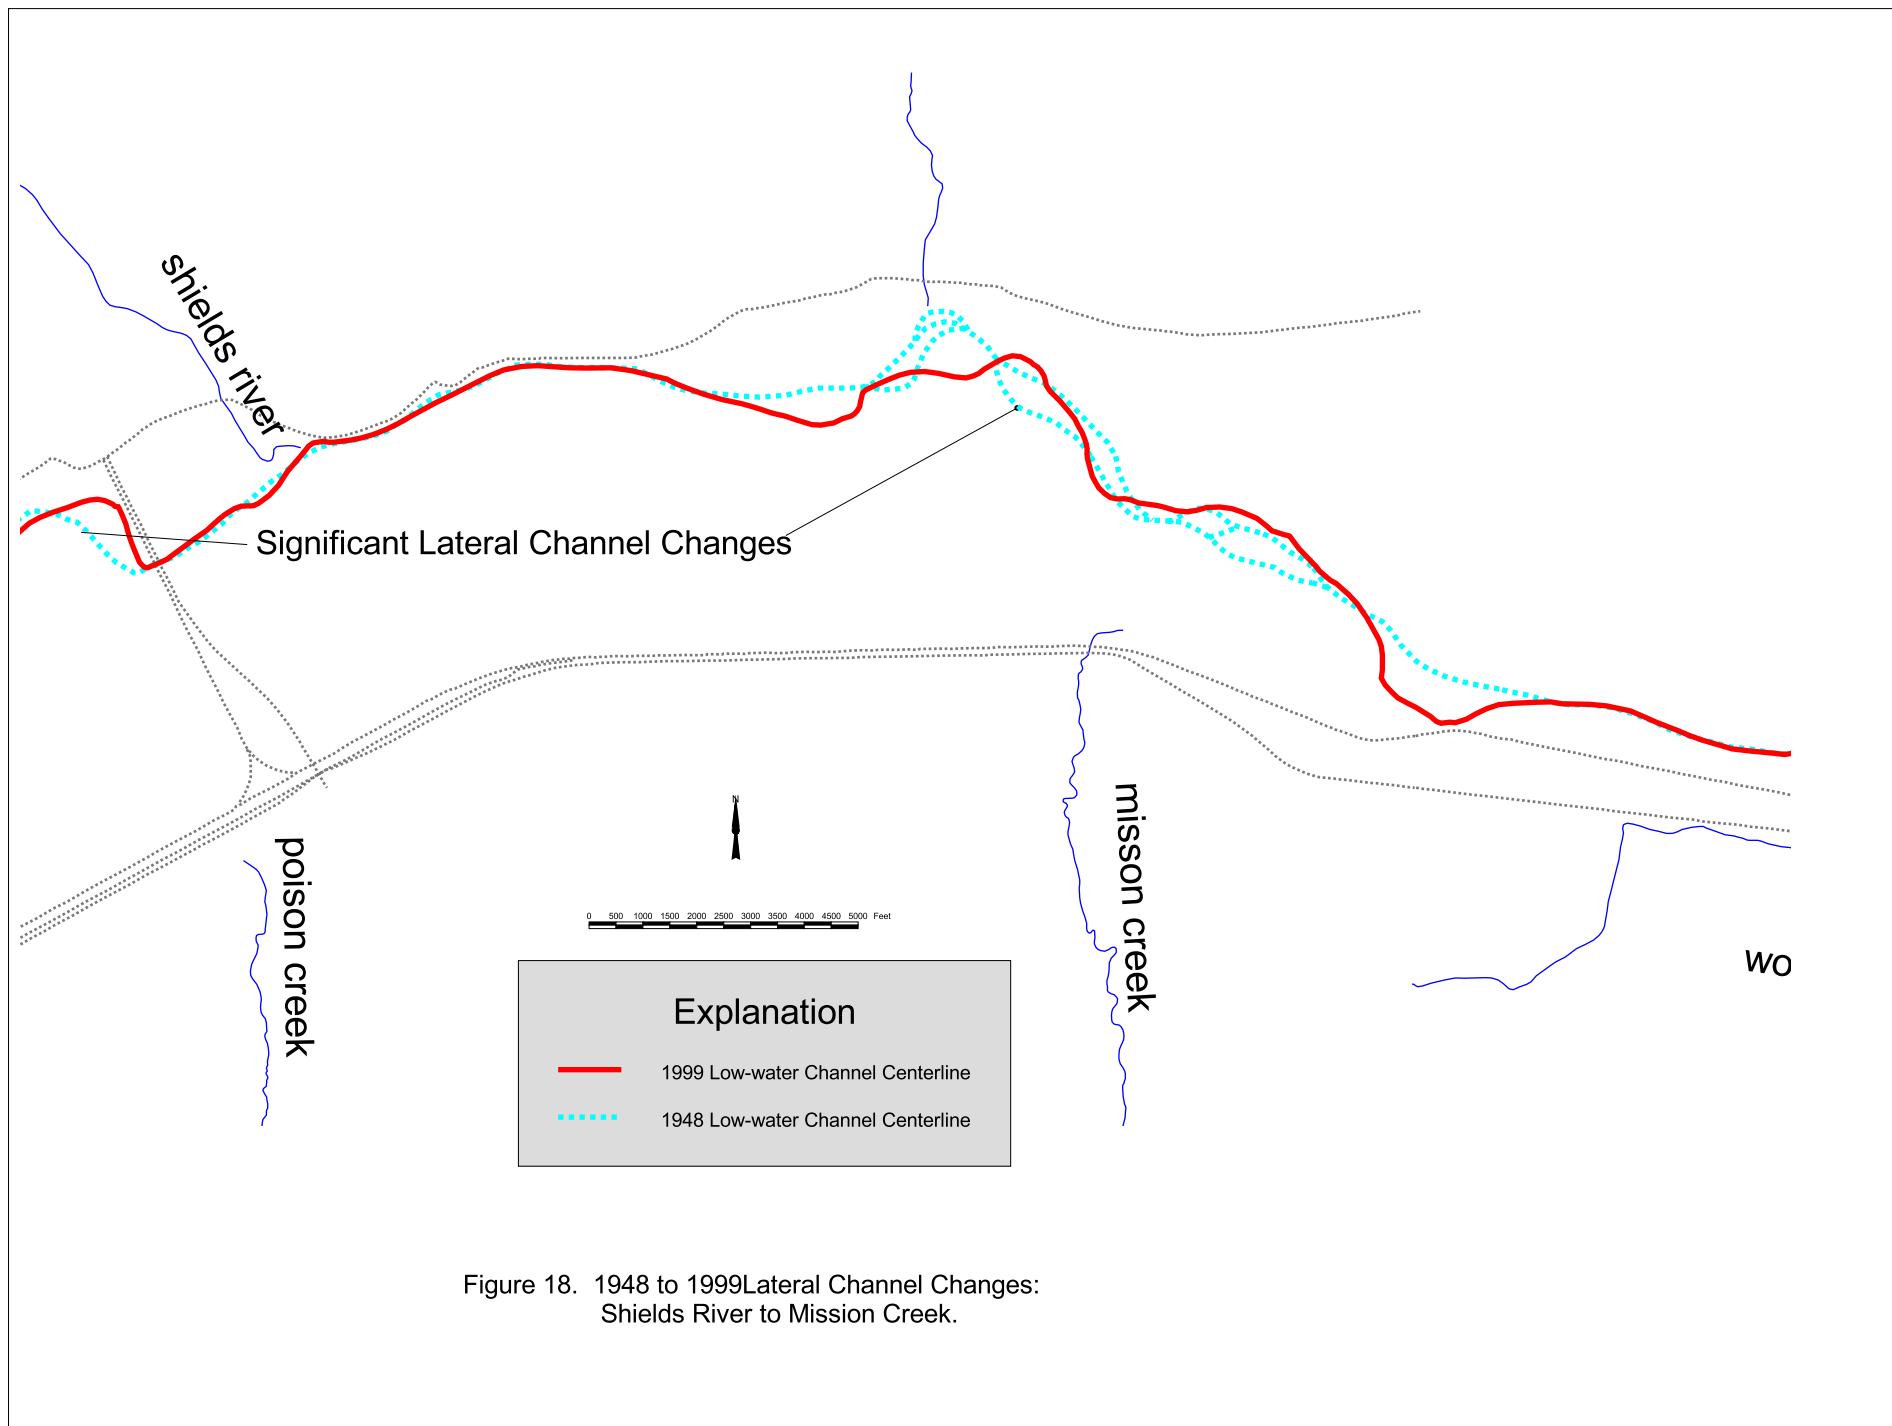 shields river
Significant Lateral Channel Changes
misson creek
poison creek
N
0 500 1000 1500 2000 2500 3000 3500 4000 4500 5000 Feet
wo
Explanation
1999 Low-water Channel Centerline
1948 Low-water Channel Centerline
Figure 18. 1948 to 1999Lateral Channel Changes:
Shields River to Mission Creek.